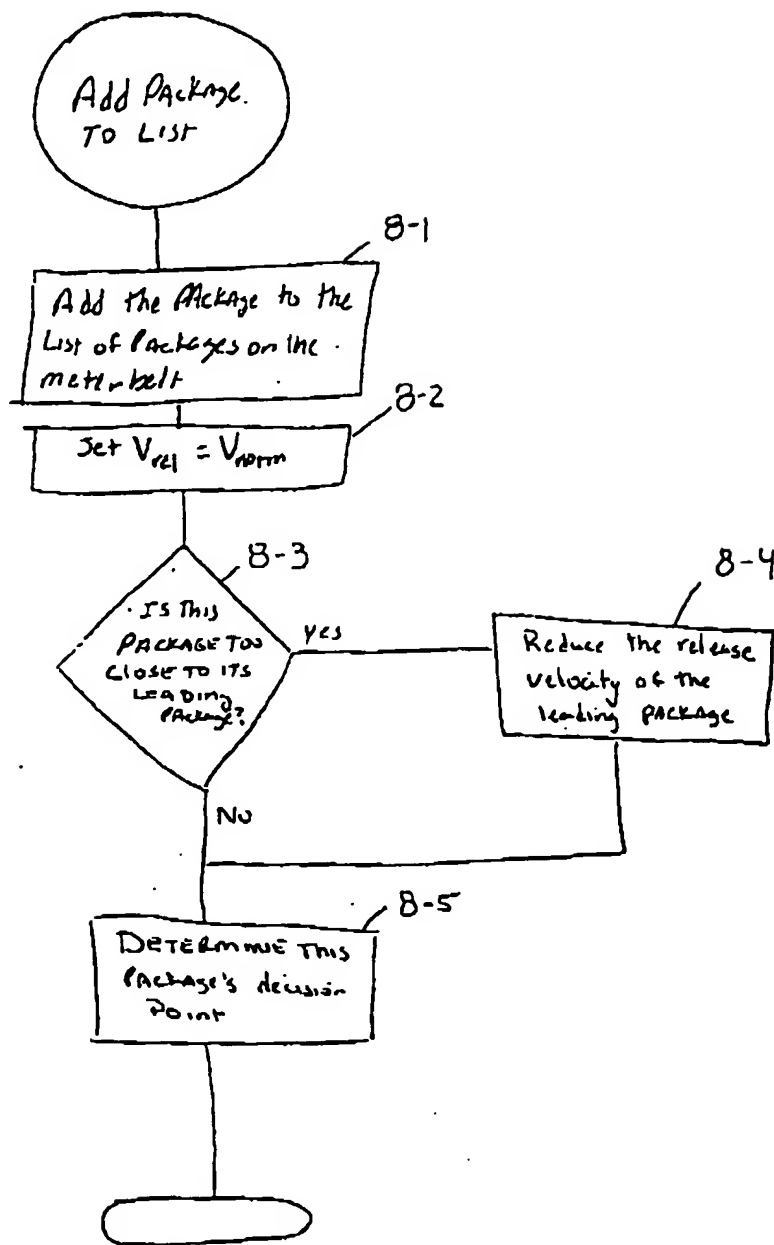 Add Package.
TO LIST
8-1
Add the Package to the
List of Packages on the
meter belt
8-2
Set Vrel = Vnorm
8-3
Is This
Package Too
Close To its
Leading
Package?
yes
8-4
Reduce the release
velocity of the
leading package
No
8-5
Determine This
Package's decision
Point